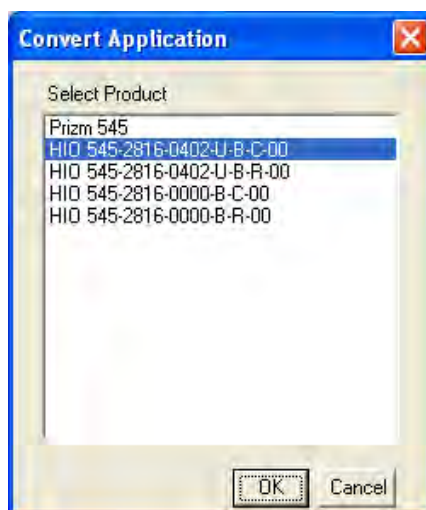 Convert Application
Select Product
Prizm 545
HIO 545-2816-0402-U-B-C-00
HIO 545-2816-0402-U-B-R-00
HIO 545-2816-0000-B-C-00
HIO 545-2816-0000-B-R-00
OK Cancel